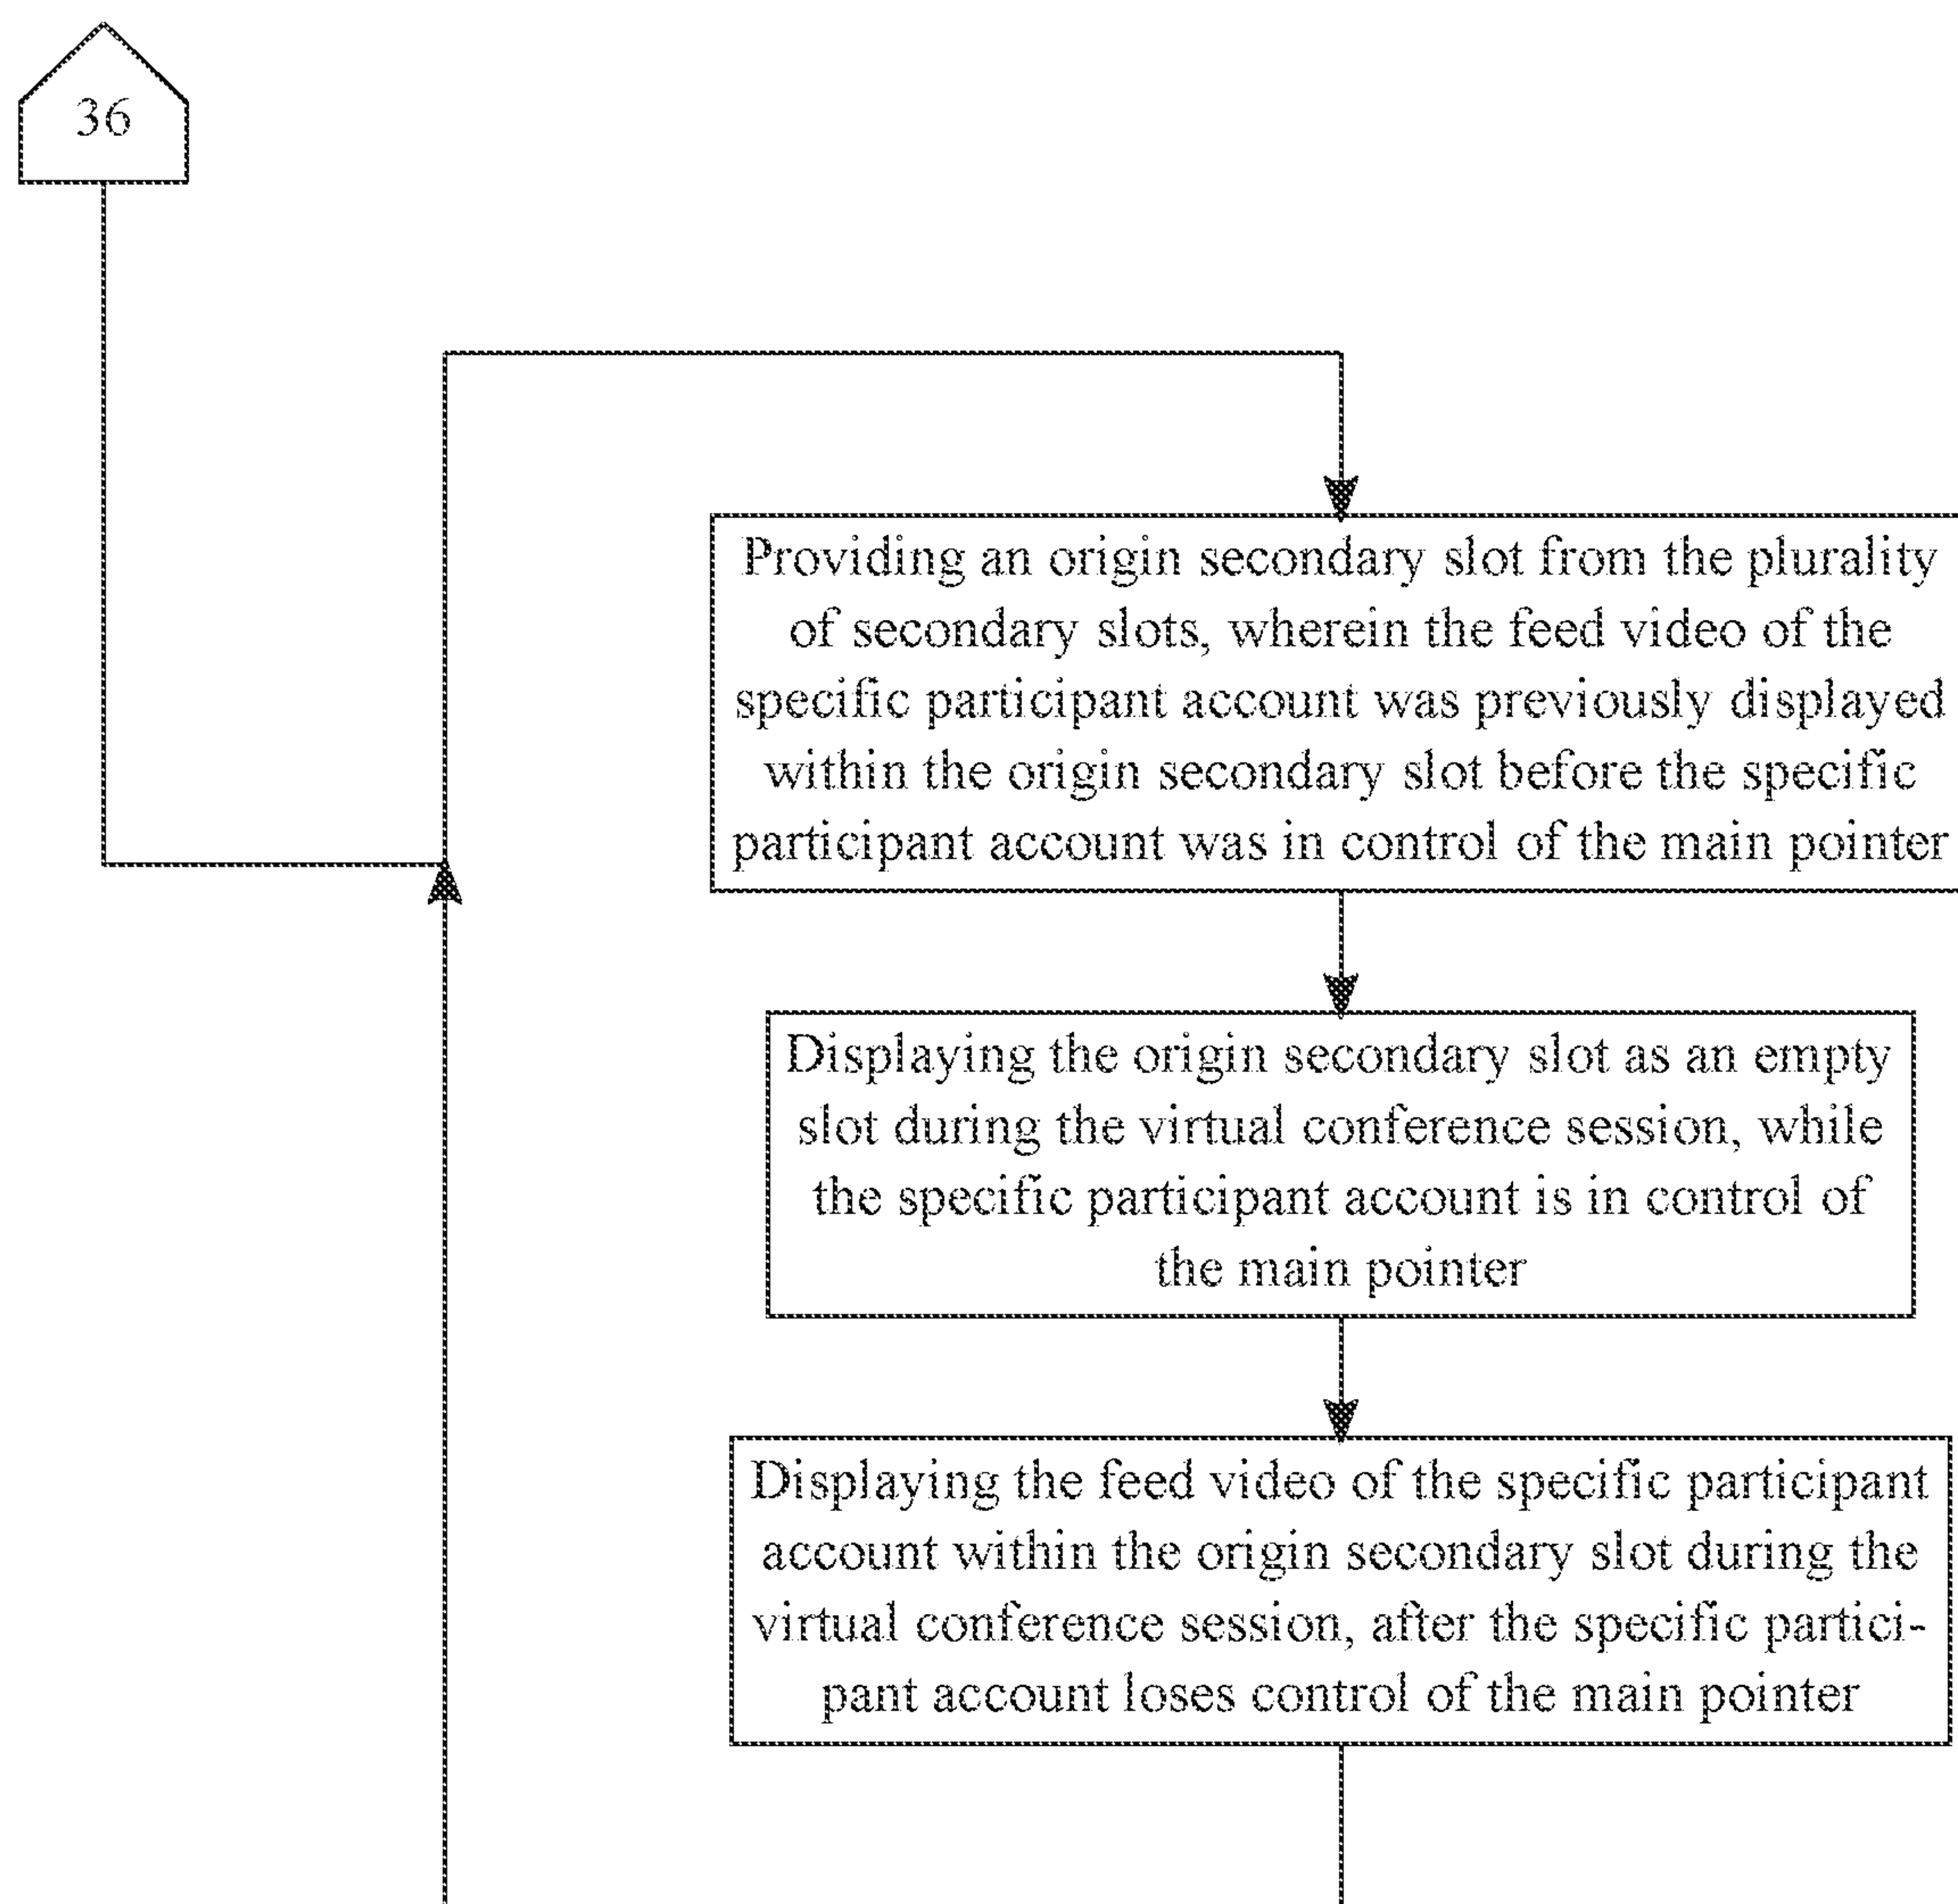 36
Providing an origin secondary slot from the plurality
of secondary slots, wherein the feed video of the
specific participant account was previously displayed
within the origin secondary slot before the specific
participant account was in control of the main pointer
Displaying the origin secondary slot as an empty
slot during the virtual conference session, while
the specific participant account is in control of
the main pointer
Displaying the feed video of the specific participant
account within the origin secondary slot during the
virtual conference session, after the specific partici-
pant account loses control of the main pointer